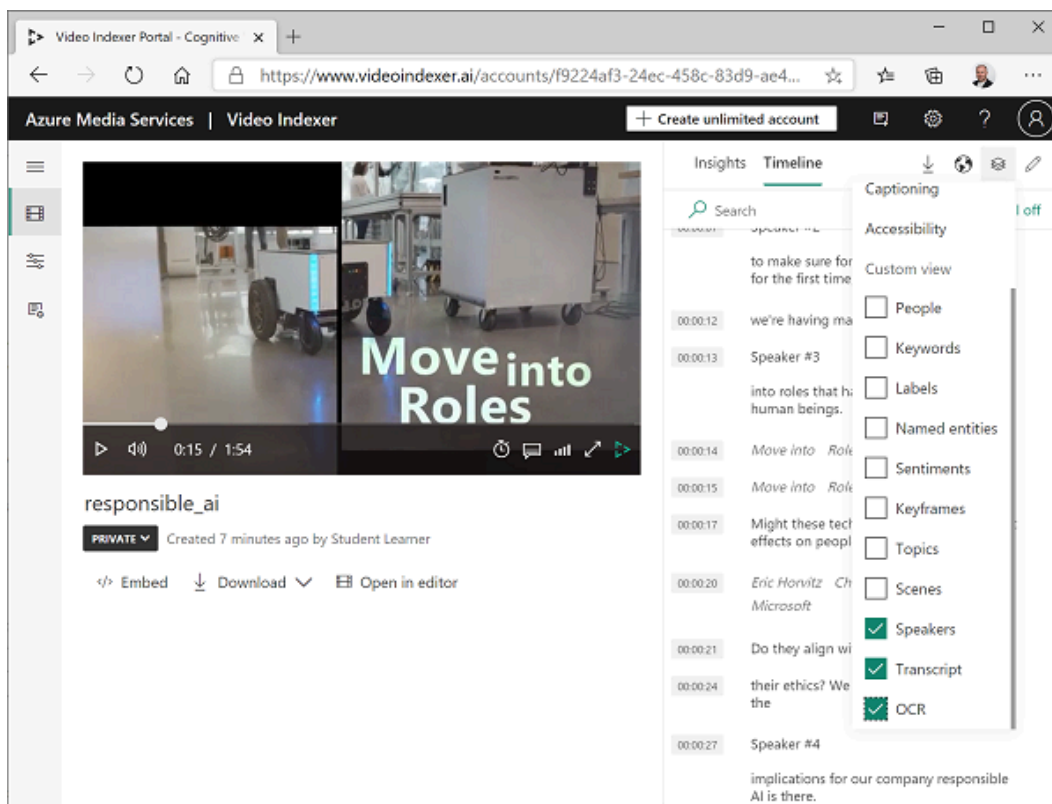 Video Indexer Portal - Cognitive
https://www.videoindexer.ai/accounts/f9224af3-24ec-458c-83d9-ae4...
Azure Media Services | Video Indexer
+ Create unlimited account
?
Move into
Roles
0:15 / 1:54
responsible_ai
PRIVATE
Created 7 minutes ago by Student Learner
</> Embed
Download
Open in editor
Insights
Timeline
Search
off
Speaker #2
to make sure for
for the first time
00:00:12
we're having ma
00:00:13
Speaker #3
into roles that ha
human beings.
00:00:14
Move into Role
00:00:15
Move into Role
00:00:17
Might these tech
effects on peopl
00:00:20
Eric Horvitz Ch
Microsoft
00:00:21
Do they align wi
00:00:24
their ethics? We
the
00:00:27
Speaker #4
implications for our company responsible
AI is there.
Captioning
Accessibility
Custom view
People
Keywords
Labels
Named entities
Sentiments
Keyframes
Topics
Scenes
Speakers
Transcript
OCR